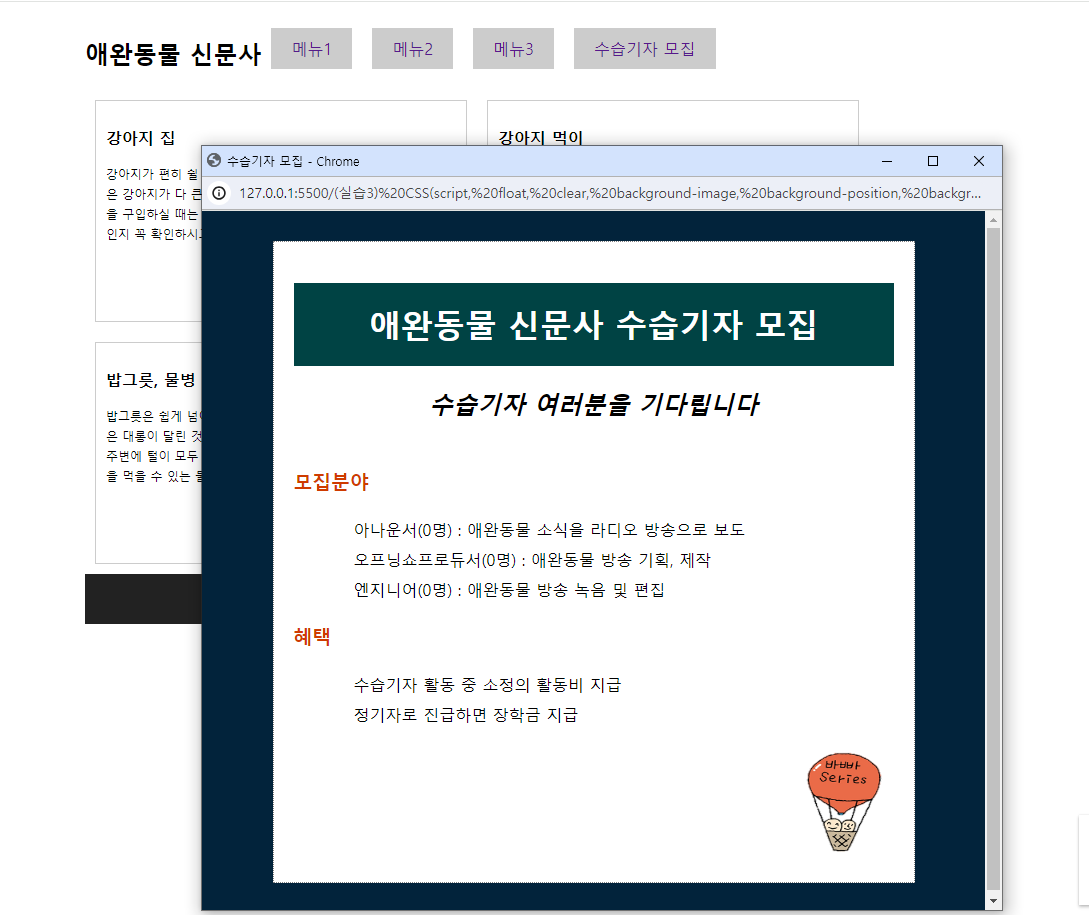 애완동물 신문사
메뉴1
메뉴2
메뉴3
수습기자 모집
강아지 집
강아지 먹이
강아지가 편히 쉴
은 강아지가 다 큰
을 구입하실 때는
인지 꼭 확인하시
밥그릇, 물병
밥그릇은 쉽게 넘
은 대롱이 달린 것
주변에 털이 모두
을 먹을 수 있는 물
수습기자 모집 - Chrome
127.0.0.1:5500/(실습3)%20CSS(script,%20float,%20clear,%20background-image,%20background-position,%20backgr...
애완동물 신문사 수습기자 모집
수습기자 여러분을 기다립니다
모집분야
아나운서(0명) : 애완동물 소식을 라디오 방송으로 보도
오프닝쇼프로듀서(0명) : 애완동물 방송 기획, 제작
엔지니어(0명) : 애완동물 방송 녹음 및 편집
혜택
수습기자 활동 중 소정의 활동비 지급
정기자로 진급하면 장학금 지급
바빠
Series